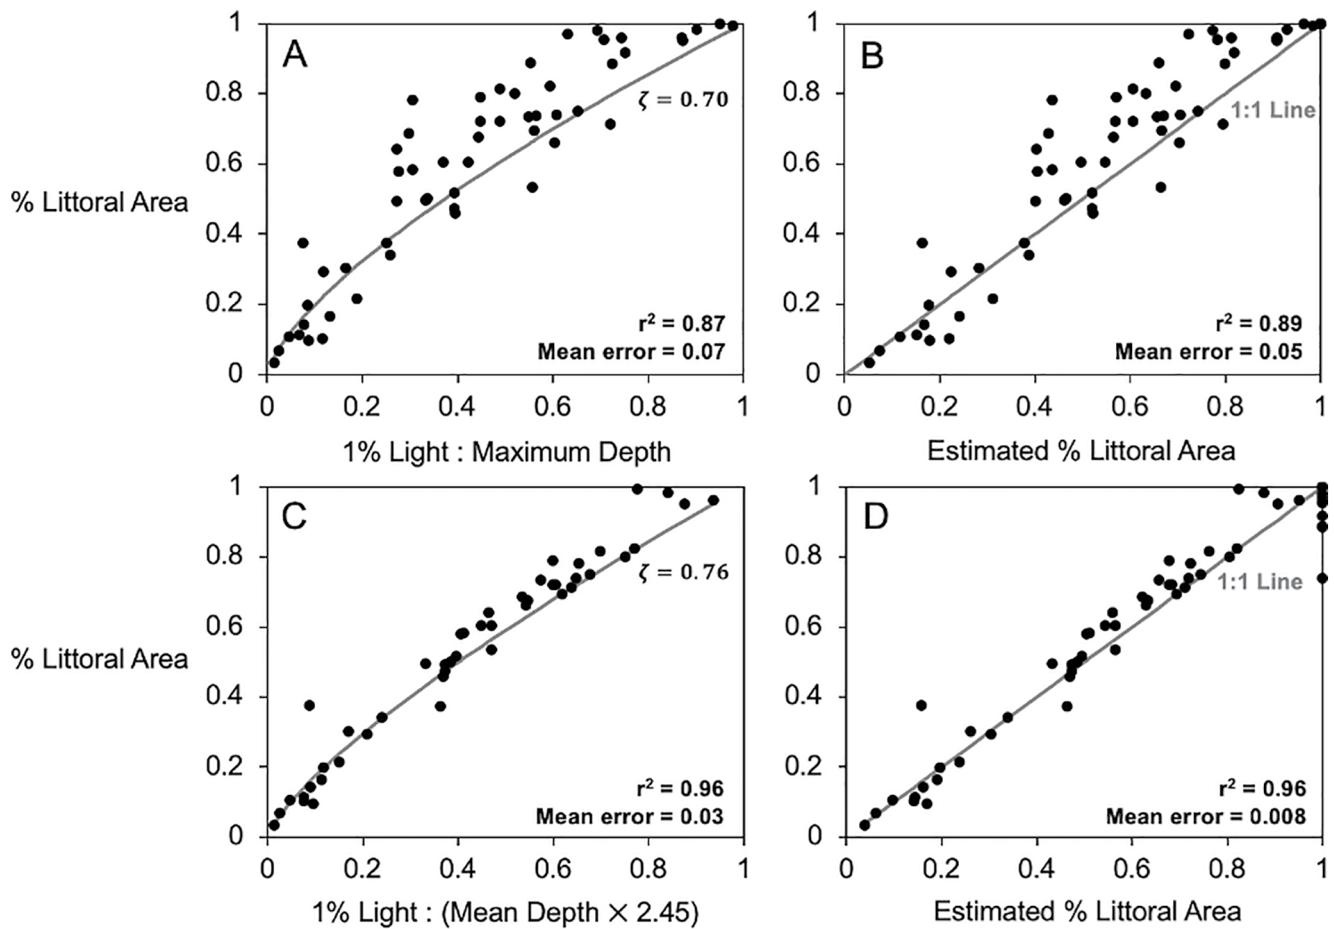 A
1
0.8
0.6
0.4
0.2
0
% Littoral Area
ζ = 0.70
r² = 0.87
Mean error = 0.07
0 0.2 0.4 0.6 0.8 1
1% Light : Maximum Depth
B
1
0.8
0.6
0.4
0.2
0
1:1 Line
r² = 0.89
Mean error = 0.05
0 0.2 0.4 0.6 0.8 1
Estimated % Littoral Area
C
1
0.8
0.6
0.4
0.2
0
% Littoral Area
ζ = 0.76
r² = 0.96
Mean error = 0.03
0 0.2 0.4 0.6 0.8 1
1% Light : (Mean Depth × 2.45)
D
1
0.8
0.6
0.4
0.2
0
1:1 Line
r² = 0.96
Mean error = 0.008
0 0.2 0.4 0.6 0.8 1
Estimated % Littoral Area